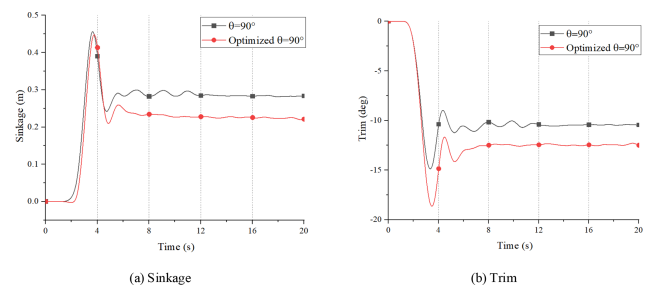 0.5
0.4
0.3
0.2
0.1
0.0
Sinkage (m)
θ=90°
Optimized θ=90°
0 4 8 12 16 20
Time (s)
(a) Sinkage
0
-5
-10
-15
-20
Trim (deg)
θ=90°
Optimized θ=90°
0 4 8 12 16 20
Time (s)
(b) Trim